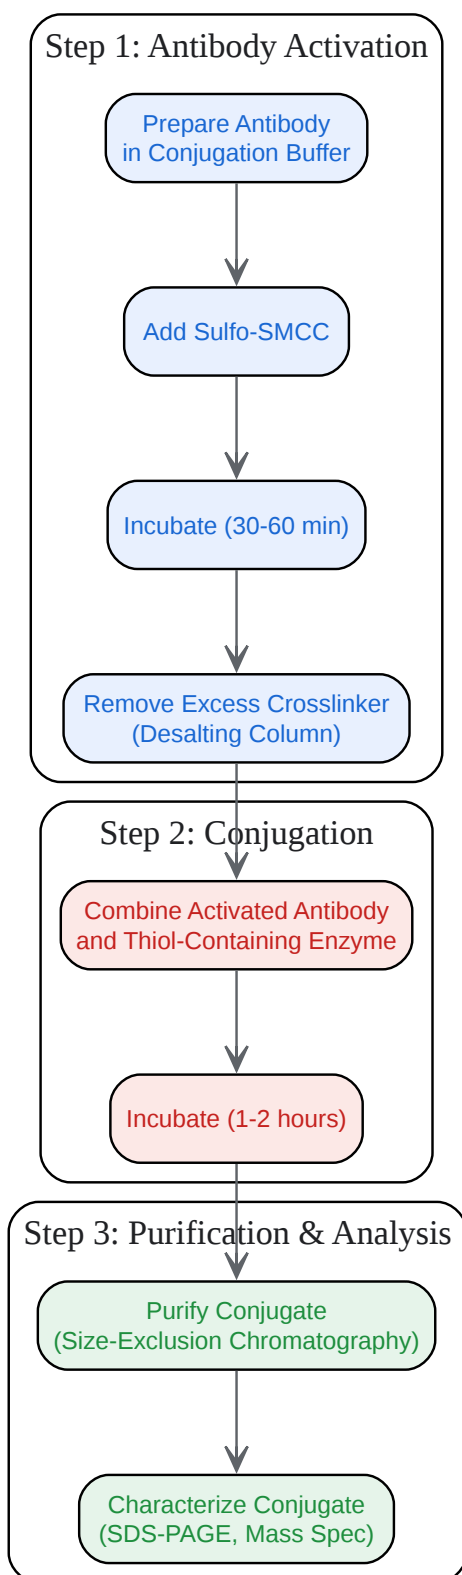 Step 1: Antibody Activation
Prepare Antibody
in Conjugation Buffer
Add Sulfo-SMCC
Incubate (30-60 min)
Remove Excess Crosslinker
(Desalting Column)
Step 2: Conjugation
Combine Activated Antibody
and Thiol-Containing Enzyme
Incubate (1-2 hours)
Step 3: Purification & Analysis
Purify Conjugate
(Size-Exclusion Chromatography)
Characterize Conjugate
(SDS-PAGE, Mass Spec)